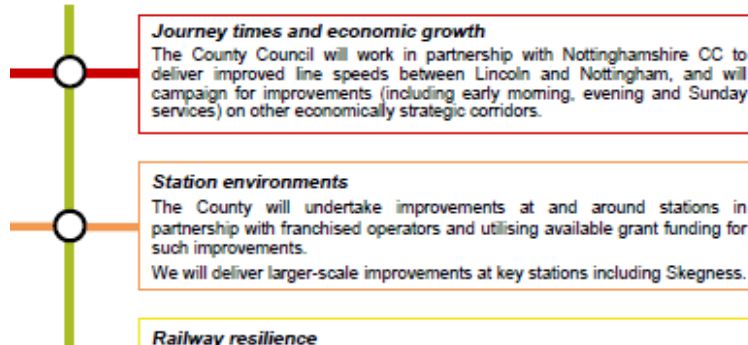 Journey times and economic growth
The County Council will work in partnership with Nottinghamshire CC to
deliver improved line speeds between Lincoln and Nottingham, and will
campaign for improvements (including early morning, evening and Sunday
services) on other economically strategic corridors.
Station environments
The County will undertake improvements at and around stations in
partnership with franchised operators and utilising available grant funding for
such improvements.
We will deliver larger-scale improvements at key stations including Skegness.
Railway resilience